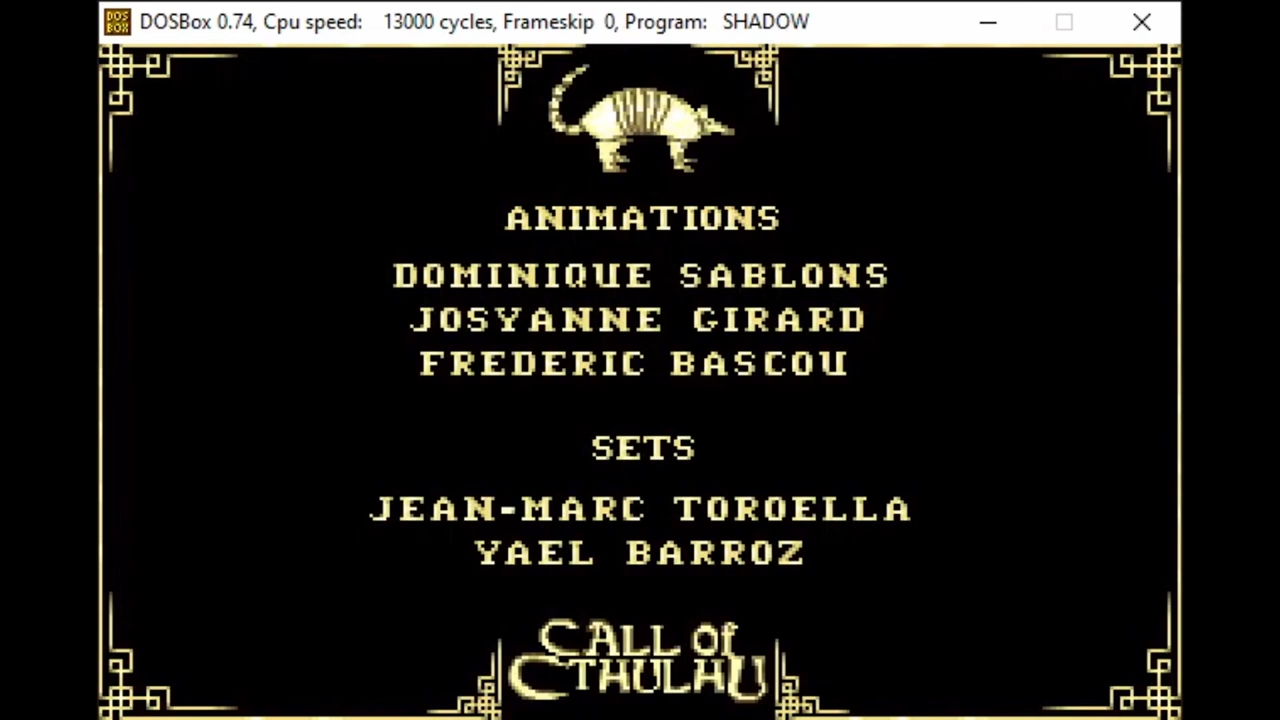 DOSBox 0.74, Cpu speed: 13000 cycles, Frameskip 0, Program: SHADOW
ANIMATIONS
DOMINIQUE SABLONS
JOSYANNE GIRARD
FREDERIC BASCOU
SETS
JEAN-MARC TOROELLA
YAEL BARROZ
CALL of
CTHULHU